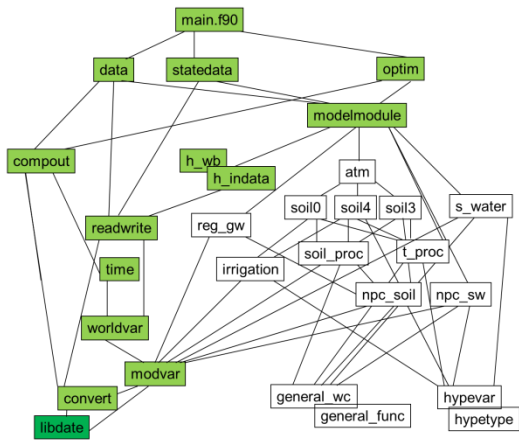 main.f90
data
statedata
optim
modelmodule
compout
h_wb
h_indata
atm
soil0
soil4
soil3
s_water
readwrite
reg_gw
soil_proc
t_proc
time
irrigation
npc_soil
npc_sw
worldvar
modvar
convert
general_wc
hypevar
general_func
hypetype
libdate